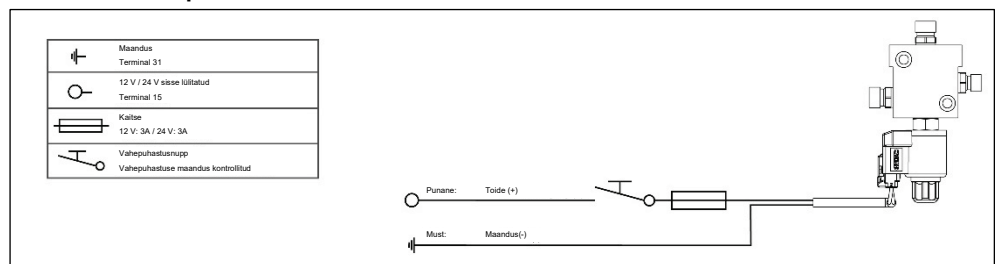 Maandus
Terminal 31
12 V / 24 V sisse lülitatud
Terminal 15
Kaitse
12 V: 3A / 24 V: 3A
Vahepuhastusnupp
Vahepuhastuse maandus kontrollitud
Punane: Toide (+)
Must: Maandus(-)